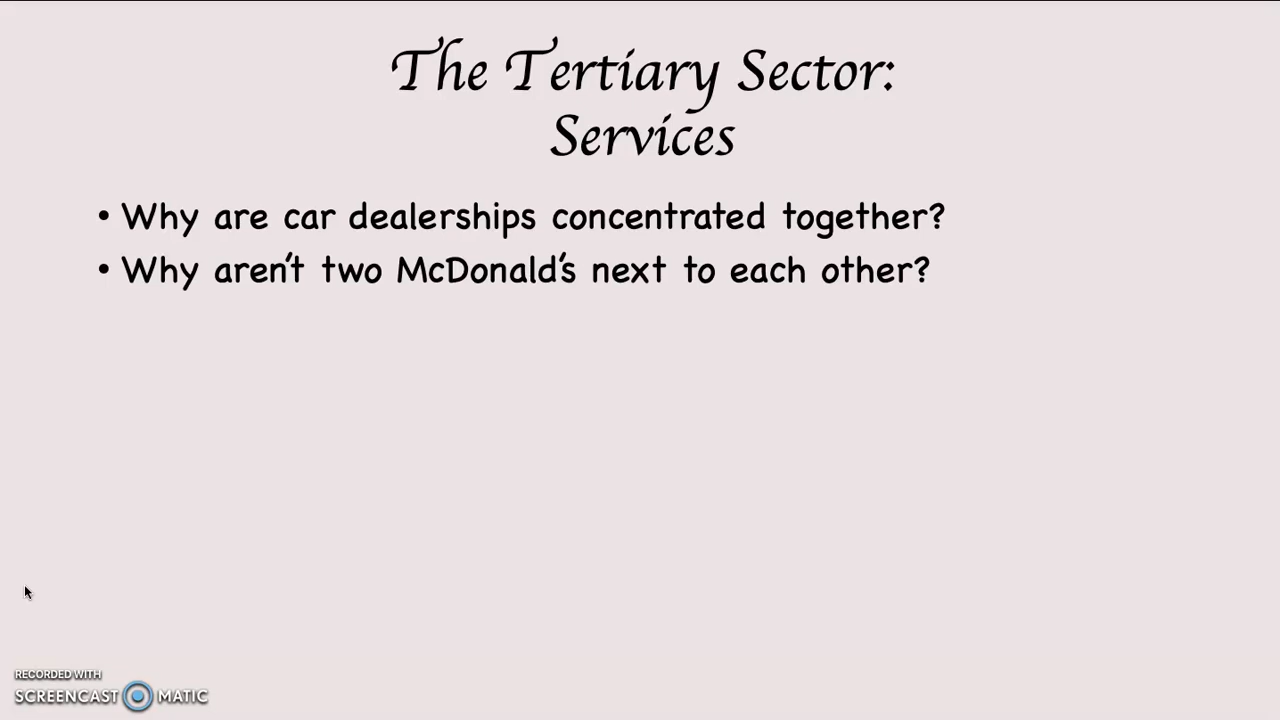 The Tertiary Sector:
Services
• Why are car dealerships concentrated together?
• Why aren't two McDonald's next to each other?
RECORDED WITH
SCREENCAST MATIC